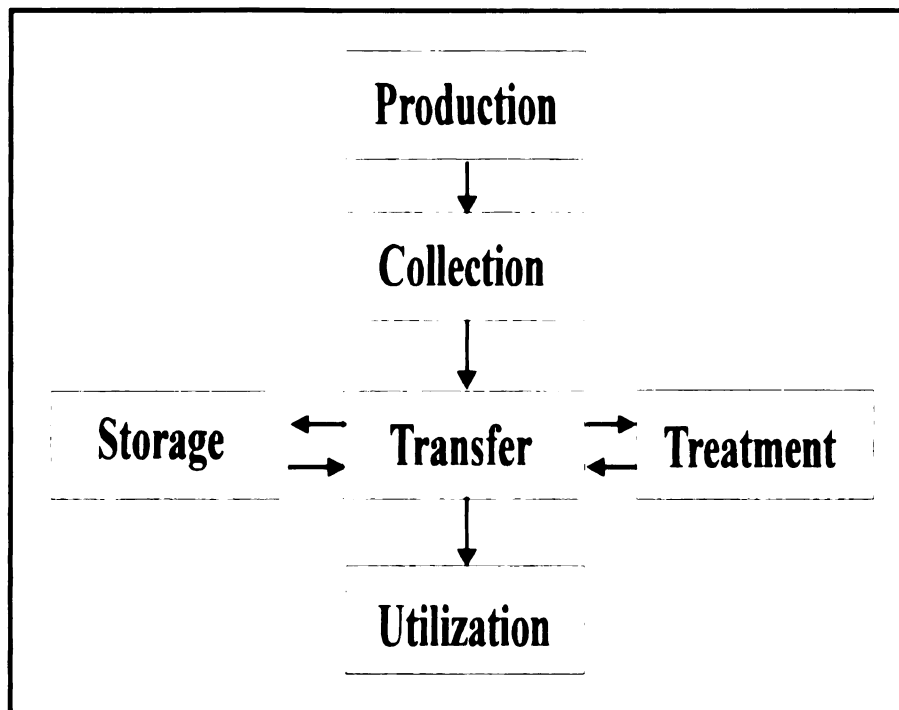 Production
Collection
Storage
Transfer
Treatment
Utilization